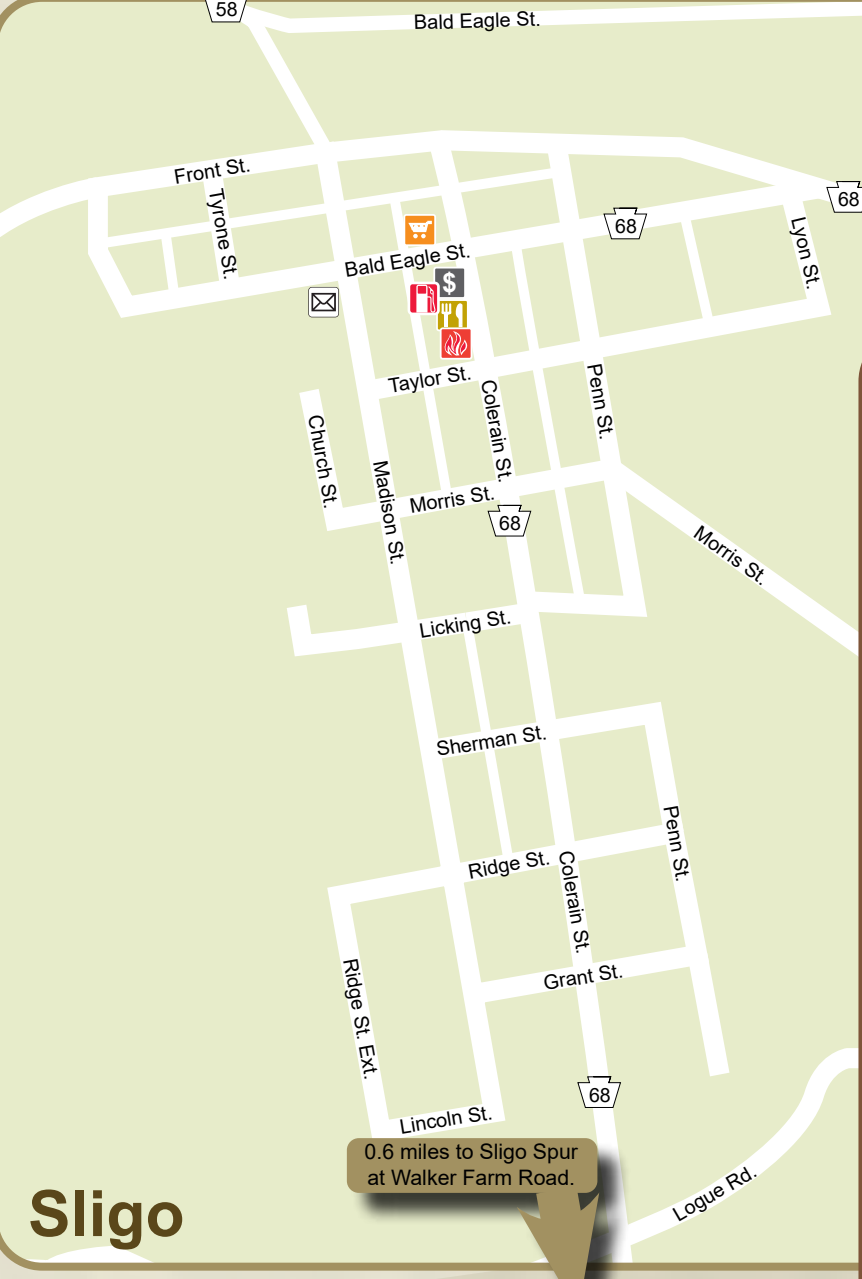 58
Bald Eagle St.
Front St.
68
Tyrone St.
68
Lyon St.
Bald Eagle St.
$
Taylor St.
Penn St.
Colerain St.
Church St.
Madison St.
Morris St.
68
Morris St.
Licking St.
Sherman St.
Penn St.
Ridge St.
Colerain St.
Grant St.
Ridge St. Ext.
68
Lincoln St.
0.6 miles to Sligo Spur
at Walker Farm Road.
Logue Rd.
Sligo